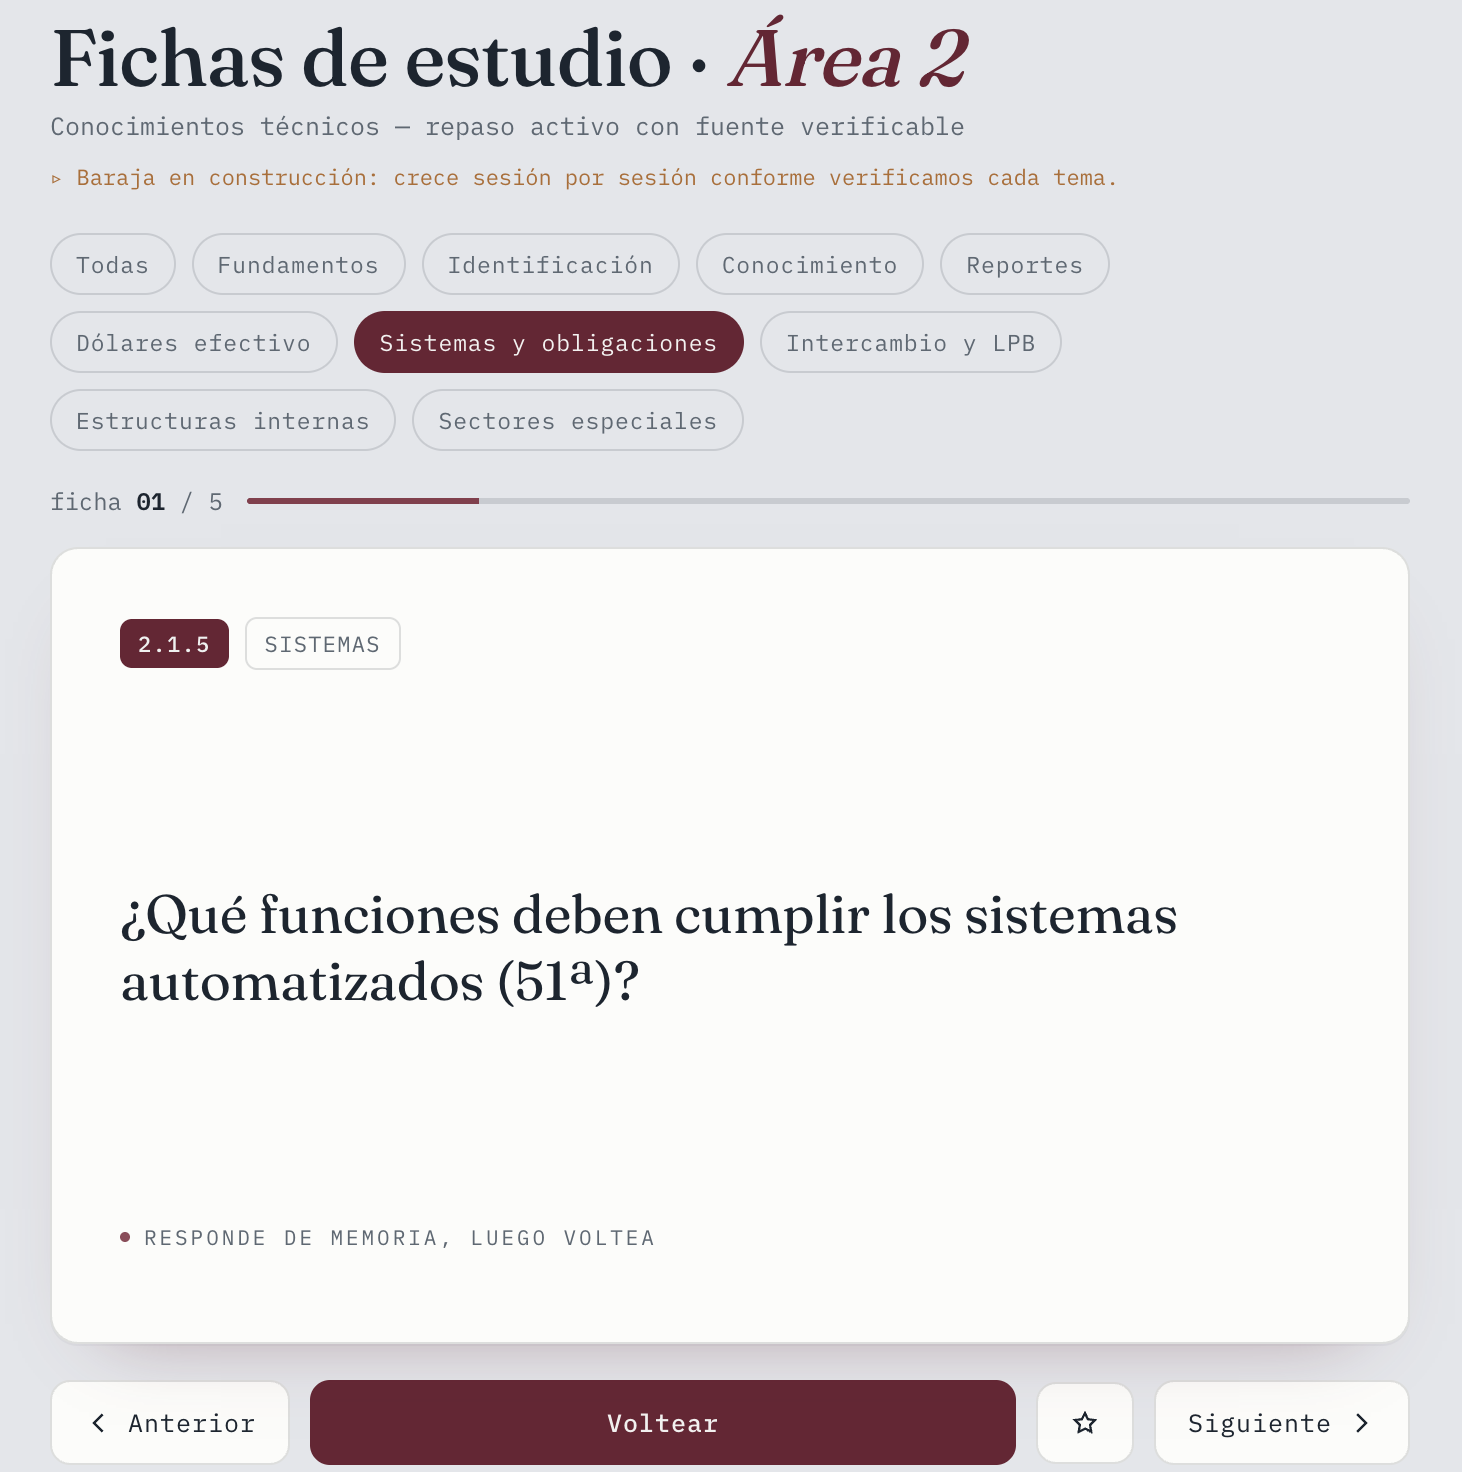 Fichas de estudio · Área 2
Conocimientos técnicos — repaso activo con fuente verificable
▹ Baraja en construcción: crece sesión por sesión conforme verificamos cada tema.
Todas Fundamentos Identificación Conocimiento Reportes
Dólares efectivo Sistemas y obligaciones Intercambio y LPB
Estructuras internas Sectores especiales
ficha 01 / 5
2.1.5 SISTEMAS
¿Qué funciones deben cumplir los sistemas
automatizados (51ª)?
RESPONDE DE MEMORIA, LUEGO VOLTEA
Anterior Voltear Siguiente